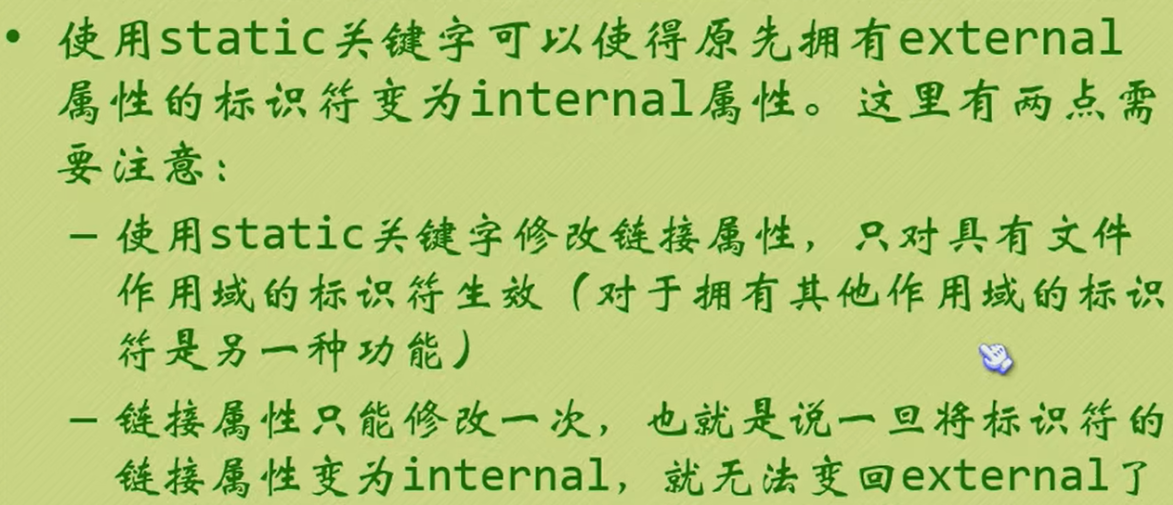 • 使用static关键字可以使得原先拥有external
属性的标识符变为internal属性。这里有两点需
要注意：
– 使用static关键字修改链接属性，只对具有文件
作用域的标识符生效（对于拥有其他作用域的标识
符是另一种功能）
– 链接属性只能修改一次，也就是说一旦将标识符的
链接属性变为internal，就无法变回external了